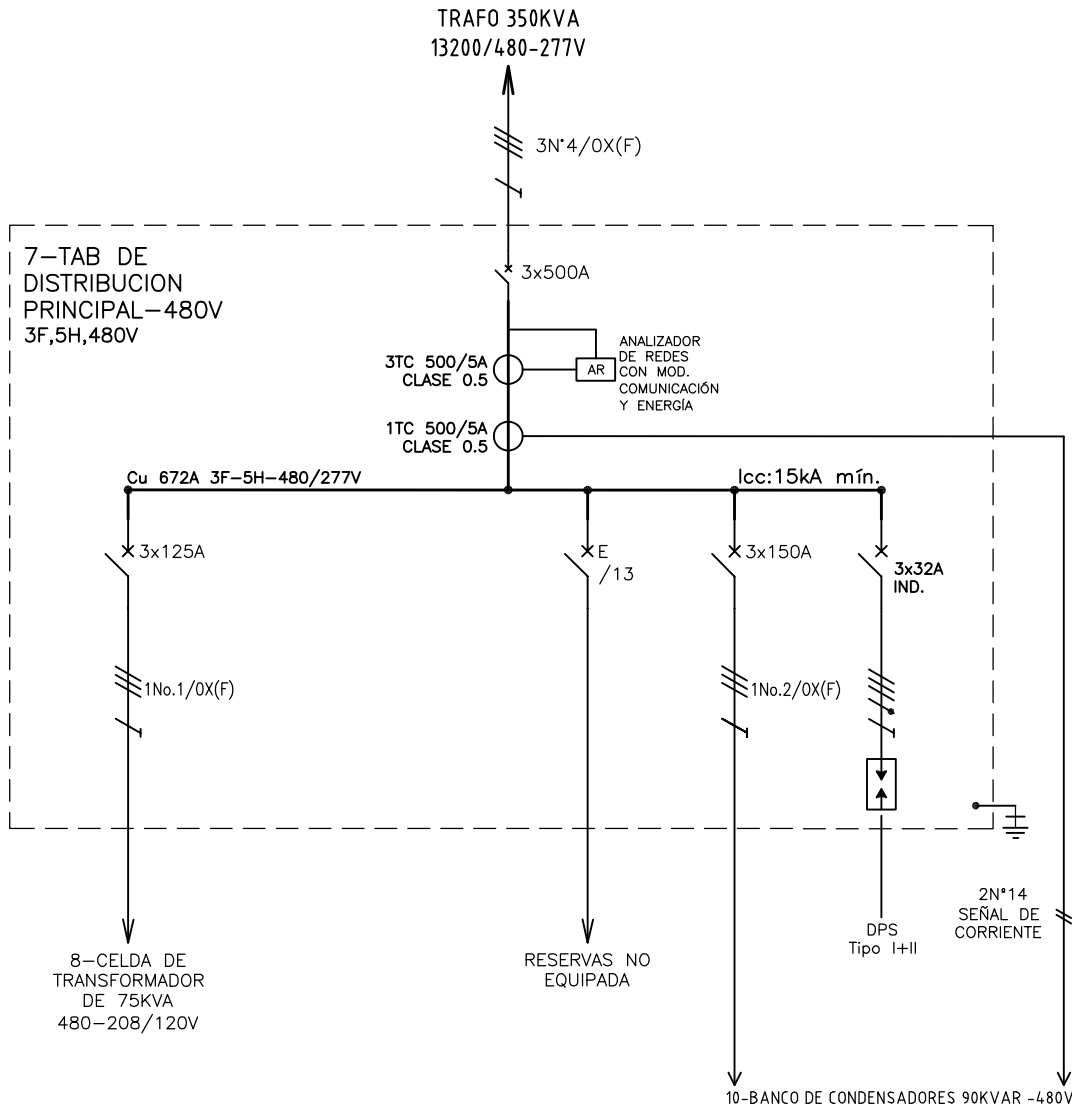 TRAFO 350KVA
13200/480-277V
3N°4/0X(F)
7-TAB DE
DISTRIBUCION
PRINCIPAL-480V
3F,5H,480V
3x500A
3TC 500/5A
CLASE 0.5
AR
ANALIZADOR
DE REDES
CON MOD.
COMUNICACIÓN
Y ENERGÍA
1TC 500/5A
CLASE 0.5
Cu 672A 3F-5H-480/277V
Icc:15kA mín.
3x125A
E
/13
3x150A
3x32A
IND.
1No.1/0X(F)
1No.2/0X(F)
8-CELDA DE
TRANSFORMADOR
DE 75KVA
480-208/120V
RESERVAS NO
EQUIPADA
DPS
Tipo I+II
2N°14
SEÑAL DE
CORRIENTE
10-BANCO DE CONDENSADORES 90KVAR -480V